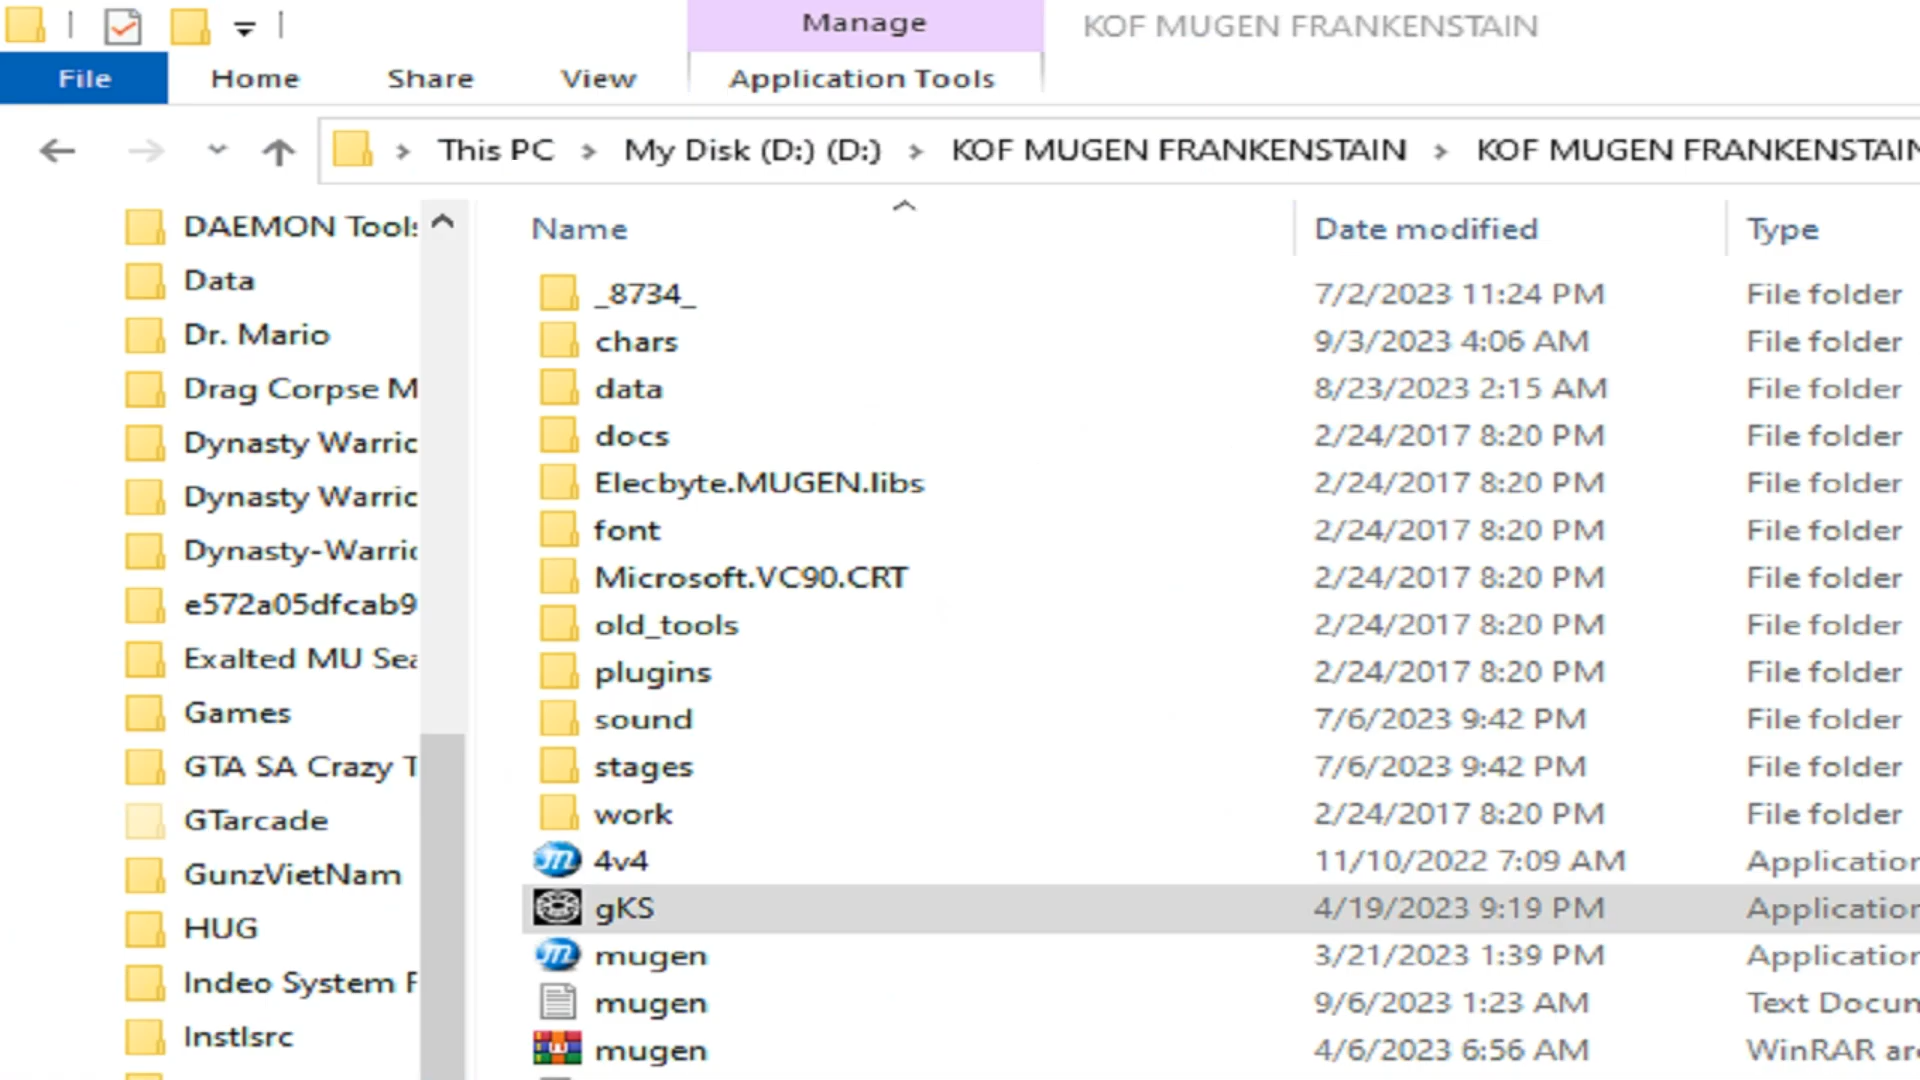 Manage
KOF MUGEN FRANKENSTAIN
File Home Share View Application Tools
This PC > My Disk (D:) (D:) > KOF MUGEN FRANKENSTAIN > KOF MUGEN FRANKENSTAIN
DAEMON Tools
Data
Dr. Mario
Drag Corpse M
Dynasty Warric
Dynasty Warric
Dynasty-Warric
e572a05dfcab9
Exalted MU Sea
Games
GTA SA Crazy T
GTarcade
GunzVietNam
HUG
Indeo System F
Instlsrc
Name Date modified Type
_8734_ 7/2/2023 11:24 PM File folder
chars 9/3/2023 4:06 AM File folder
data 8/23/2023 2:15 AM File folder
docs 2/24/2017 8:20 PM File folder
Elecbyte.MUGEN.libs 2/24/2017 8:20 PM File folder
font 2/24/2017 8:20 PM File folder
Microsoft.VC90.CRT 2/24/2017 8:20 PM File folder
old_tools 2/24/2017 8:20 PM File folder
plugins 2/24/2017 8:20 PM File folder
sound 7/6/2023 9:42 PM File folder
stages 7/6/2023 9:42 PM File folder
work 2/24/2017 8:20 PM File folder
4v4 11/10/2022 7:09 AM Application
gKS 4/19/2023 9:19 PM Application
mugen 3/21/2023 1:39 PM Application
mugen 9/6/2023 1:23 AM Text Docum
mugen 4/6/2023 6:56 AM WinRAR arc